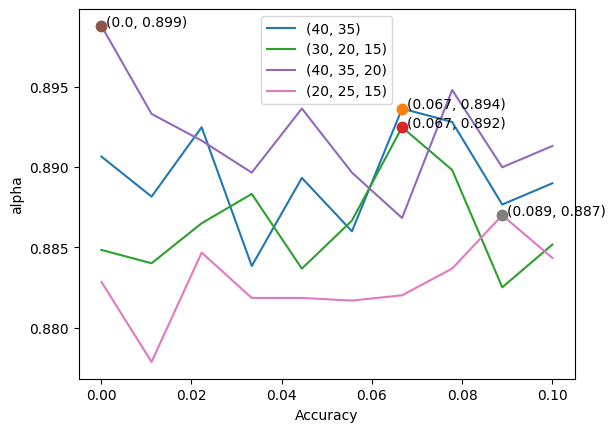 (0.0, 0.899)
(40, 35)
(30, 20, 15)
(40, 35, 20)
(20, 25, 15)
(0.067, 0.894)
(0.067, 0.892)
(0.089, 0.887)
0.895
0.890
0.885
0.880
alpha
0.00 0.02 0.04 0.06 0.08 0.10
Accuracy